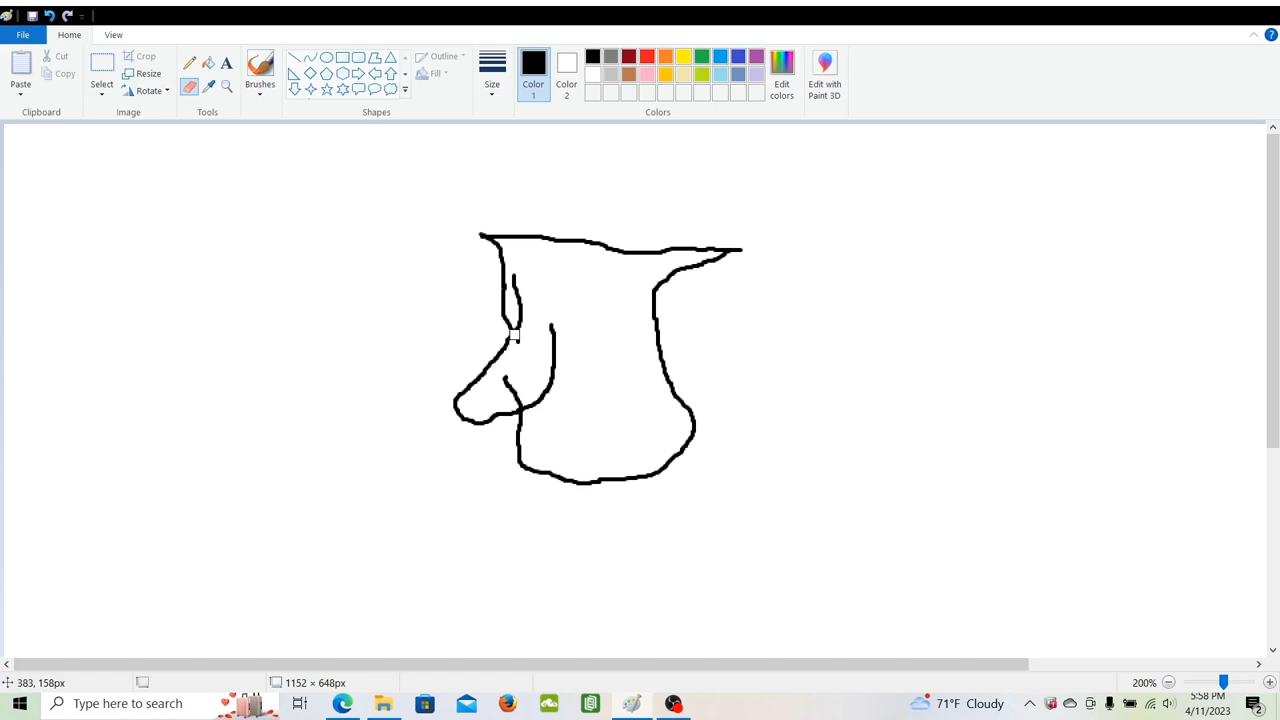 File Home View
Cut Crop Outline
Copy Resize Fill
Paste Select Rotate Brushes Size Color 1 Color 2 Edit colors Edit with Paint 3D
Clipboard Image Tools Shapes Colors
383, 158px 1152 × 648px 200%
Type here to search 71°F Cloudy 5:58 PM
4/11/2023 2